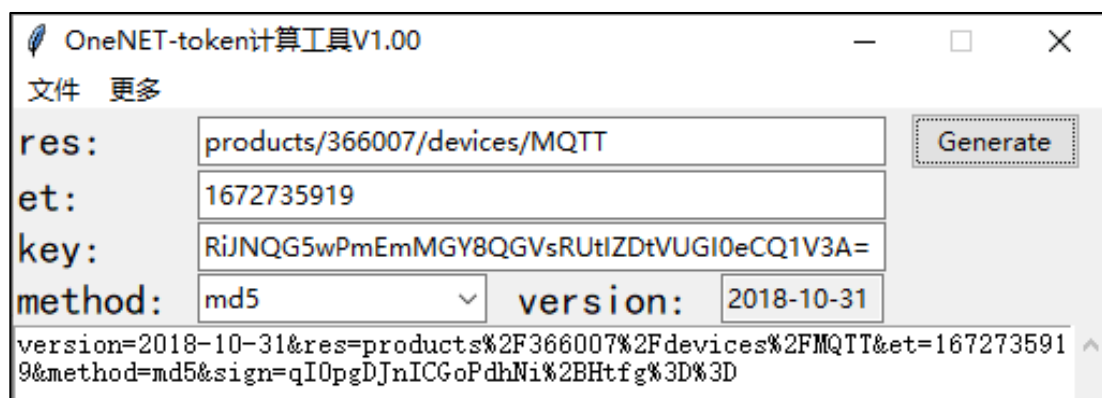 OneNET-token计算工具V1.00
文件 更多
res: products/366007/devices/MQTT Generate
et: 1672735919
key: RiJNQG5wPmEmMGY8QGVsRUtIZDtVUGI0eCQ1V3A=
method: md5 version: 2018-10-31
version=2018-10-31&res=products%2F366007%2Fdevices%2FMQTT&et=167273591
9&method=md5&sign=qI0pgDJnICGoPdhNi%2BHtfg%3D%3D